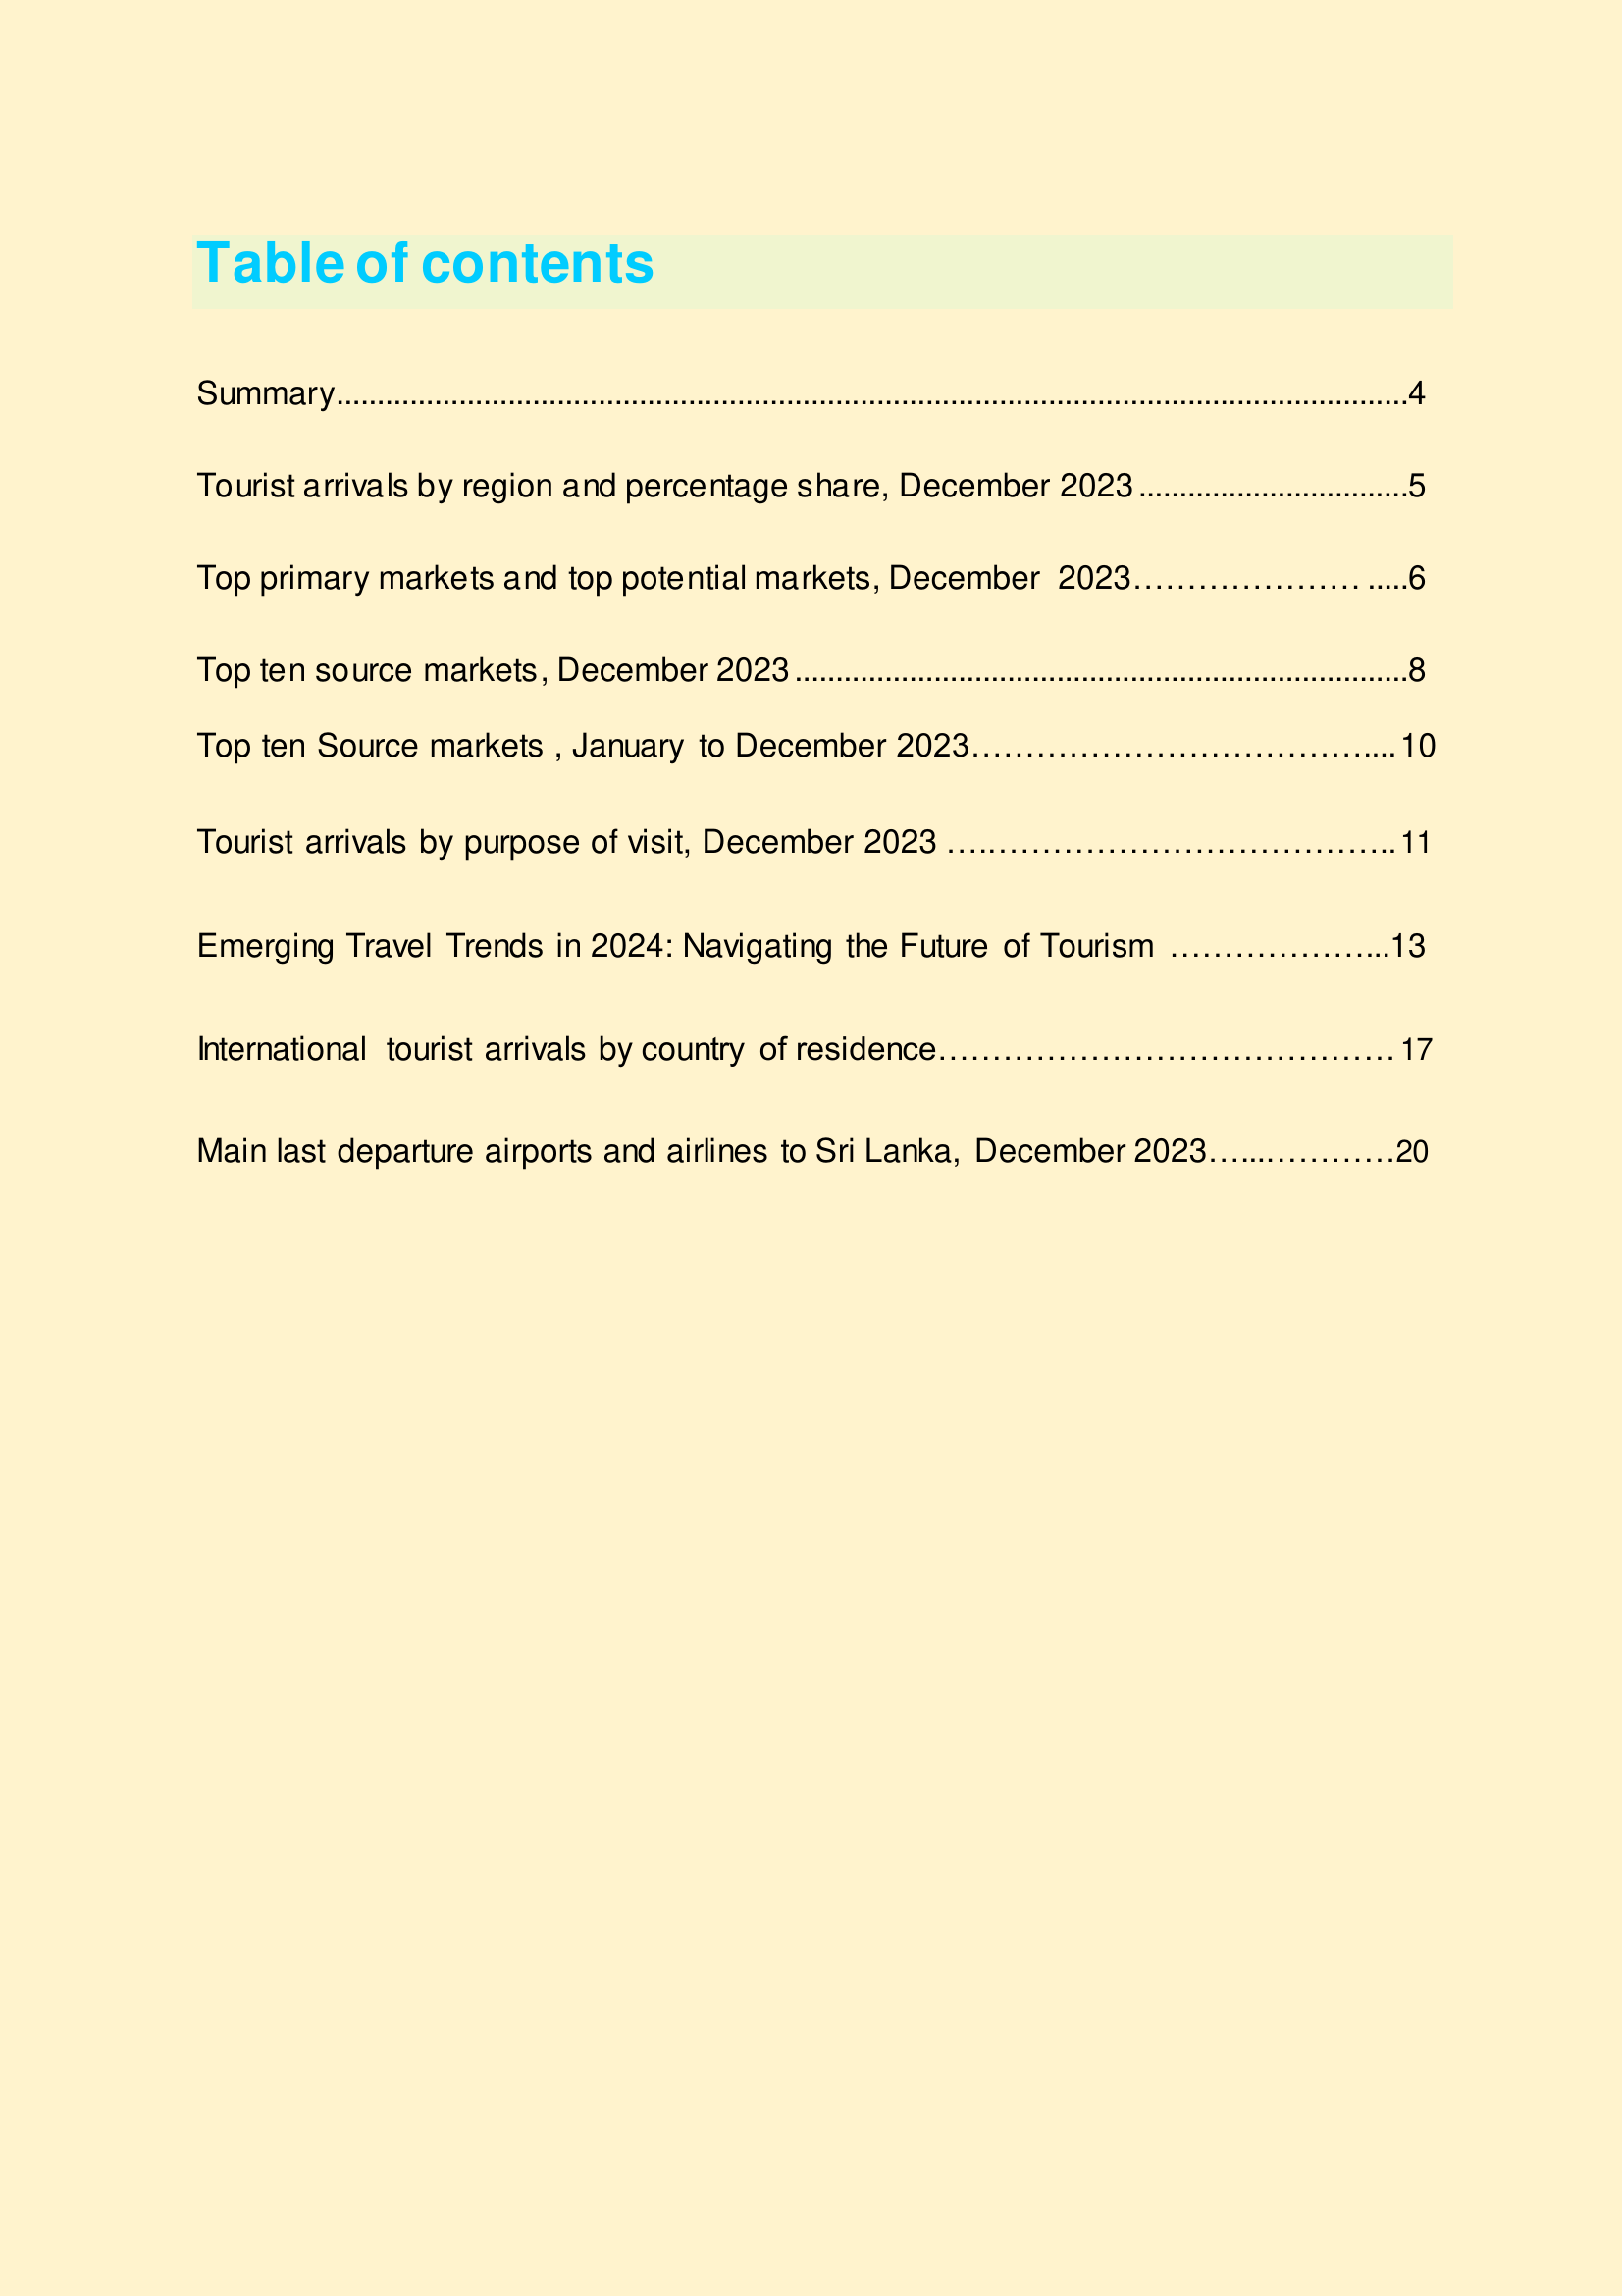 Table of contents
Summary....................................................................................................................................4
Tourist arrivals by region and percentage share, December 2023.................................5
Top primary markets and top potential markets, December 2023………………… .....6
Top ten source markets, December 2023...........................................................................8
Top ten Source markets , January to December 2023………………………………....10
Tourist arrivals by purpose of visit, December 2023 ….………………………………..11
Emerging Travel Trends in 2024: Navigating the Future of Tourism ………………...13
International tourist arrivals by country of residence……………………………………17
Main last departure airports and airlines to Sri Lanka, December 2023…...…………20